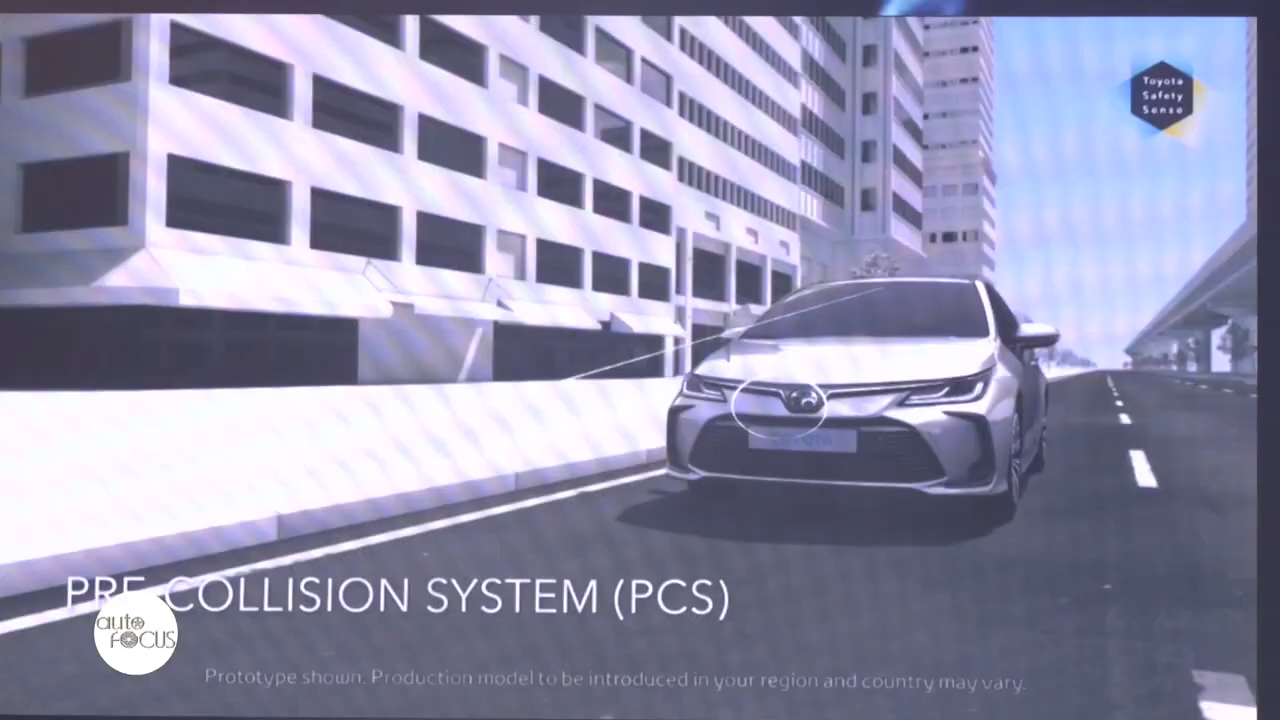 Toyota
Safety
Sense
TOYOTA
PRE-COLLISION SYSTEM (PCS)
auto
FOCUS
Prototype shown. Production model to be introduced in your region and country may vary.